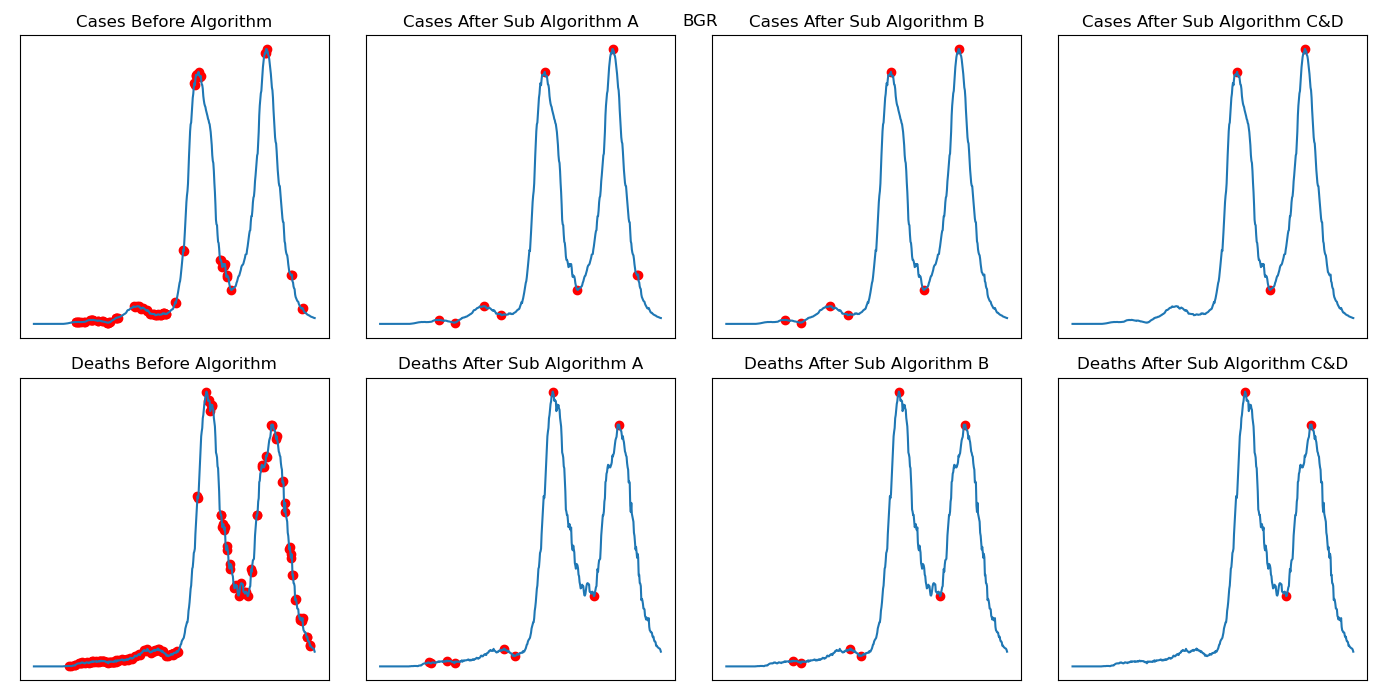 BGR
Cases Before Algorithm
Cases After Sub Algorithm A
Cases After Sub Algorithm B
Cases After Sub Algorithm C&D
Deaths Before Algorithm
Deaths After Sub Algorithm A
Deaths After Sub Algorithm B
Deaths After Sub Algorithm C&D